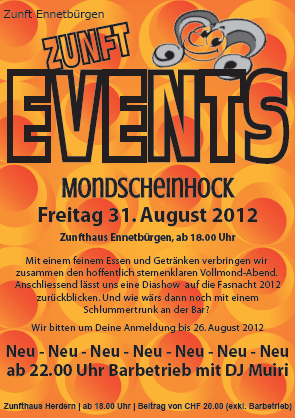 Zunft Ennetbürgen
ZUNFT
EVENTS
MONDSCHEINHOCK
Freitag 31. August 2012
Zunfthaus Ennetbürgen, ab 18.00 Uhr
Mit einem feinem Essen und Getränken verbringen wir
zusammen den hoffentlich sternenklaren Vollmond-Abend.
Anschliessend lässt uns eine Diashow auf die Fasnacht 2012
zurückblicken. Und wie wärs dann noch mit einem
Schlummertrunk an der Bar?
Wir bitten um Deine Anmeldung bis 26. August 2012
Neu - Neu - Neu - Neu - Neu - Neu - Neu
ab 22.00 Uhr Barbetrieb mit DJ Muiri
Zunfthaus Herdern | ab 18.00 Uhr | Beitrag von CHF 20.00 (exkl. Barbetrieb)